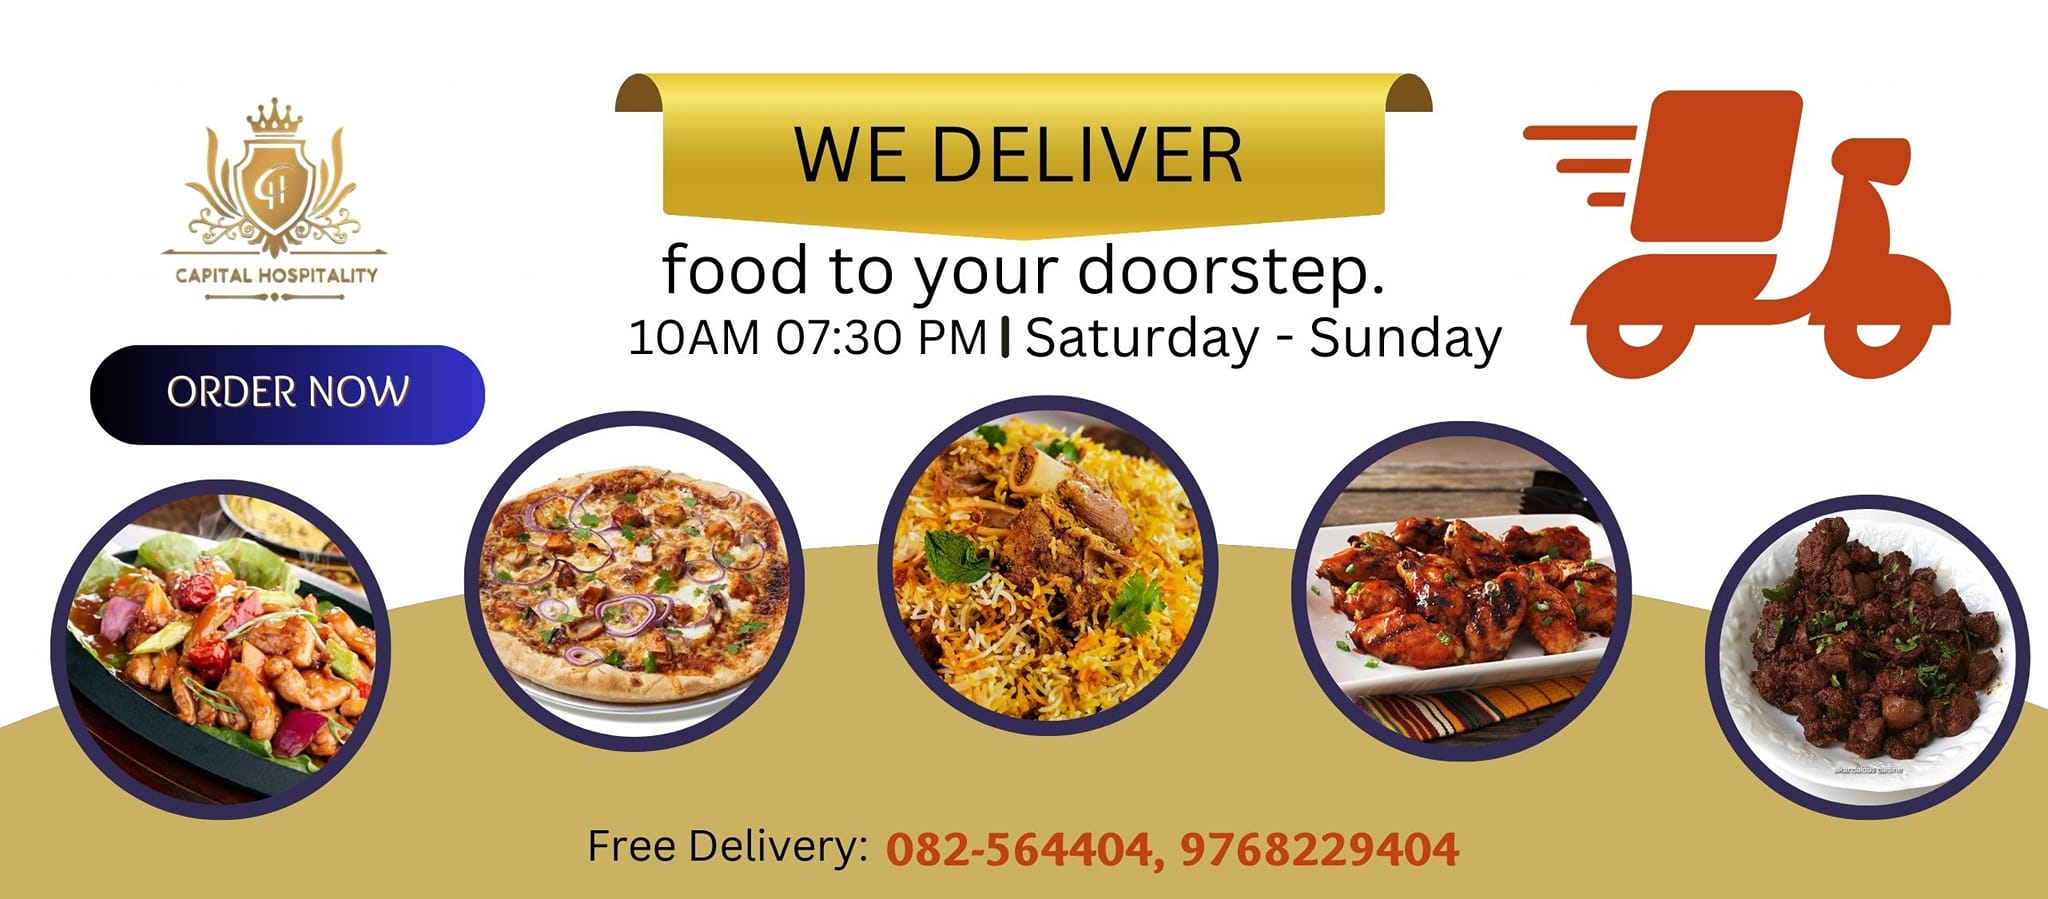 WE DELIVER
food to your doorstep.
10AM 07:30 PM | Saturday - Sunday
CAPITAL HOSPITALITY
ORDER NOW
Free Delivery: 082-564404, 9768229404